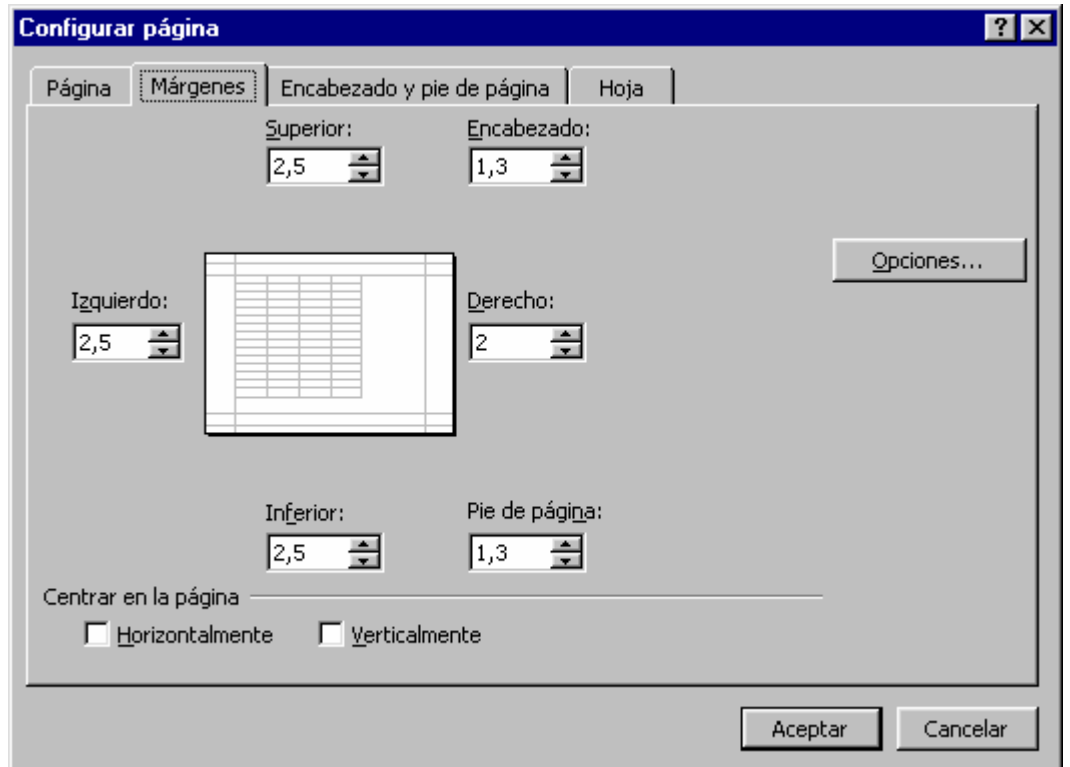 Configurar página
Página Márgenes Encabezado y pie de página Hoja
Superior: Encabezado:
2,5 1,3
Opciones...
Izquierdo: Derecho:
2,5 2
Inferior: Pie de página:
2,5 1,3
Centrar en la página
Horizontalmente Verticalmente
Aceptar Cancelar